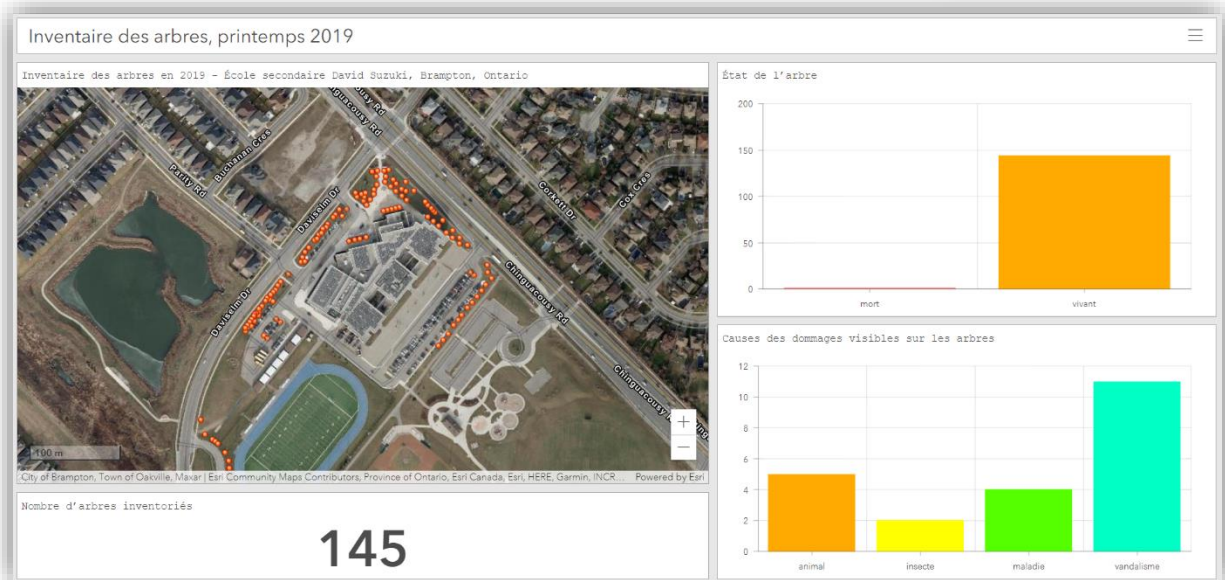 Inventaire des arbres, printemps 2019
Inventaire des arbres en 2019 - École secondaire David Suzuki, Brampton, Ontario
Parity Rd
Buchanan Cres
Chinguacousy Rd
Daviselm Dr
Corkett Dr
Cox Cres
Chinguacousy Rd
Daviselm Dr
Chinguacousy
100 m
+
−
City of Brampton, Town of Oakville, Maxar | Esri Community Maps Contributors, Province of Ontario, Esri Canada, Esri, HERE, Garmin, INCR... Powered by Esri
Nombre d'arbres inventoriés
145
État de l'arbre
200
150
100
50
0
mort vivant
Causes des dommages visibles sur les arbres
12
10
8
6
4
2
0
animal insecte maladie vandalisme